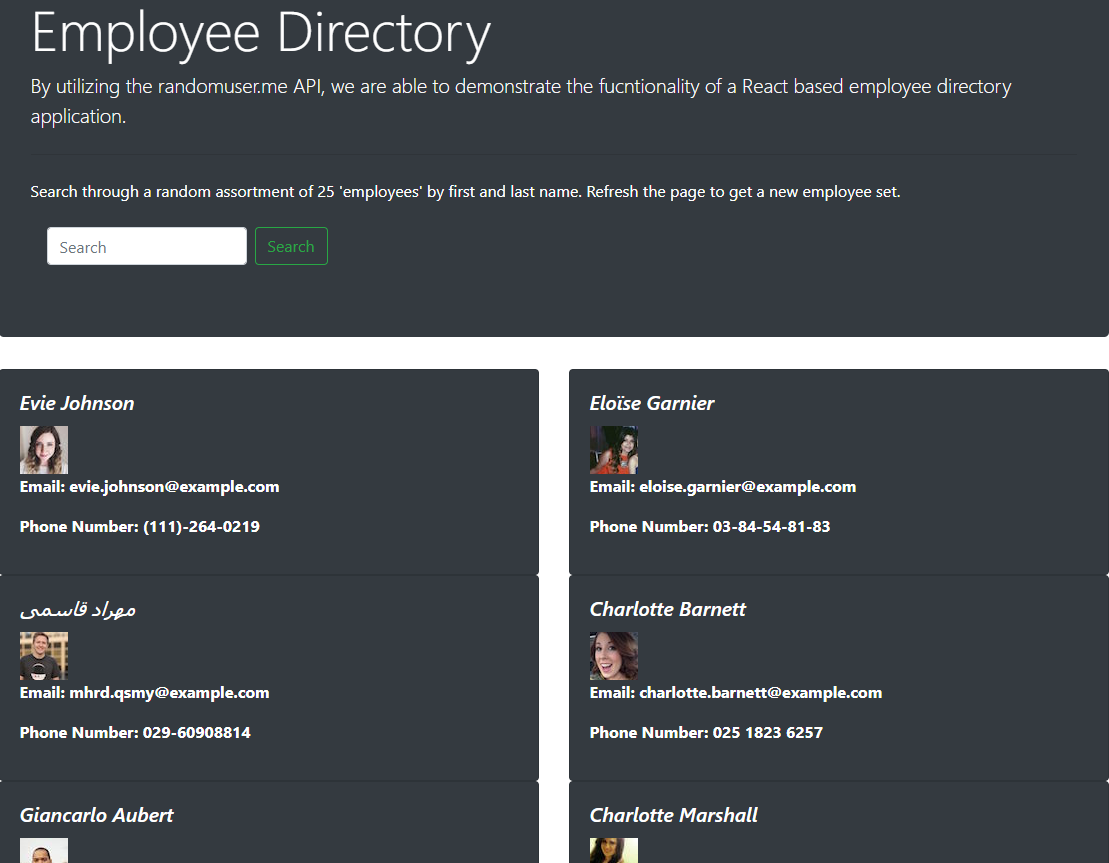 Employee Directory
By utilizing the randomuser.me API, we are able to demonstrate the fucntionality of a React based employee directory
application.
Search through a random assortment of 25 'employees' by first and last name. Refresh the page to get a new employee set.
Search Search
Evie Johnson
Email: evie.johnson@example.com
Phone Number: (111)-264-0219
Eloïse Garnier
Email: eloise.garnier@example.com
Phone Number: 03-84-54-81-83
مهراد قاسمی
Email: mhrd.qsmy@example.com
Phone Number: 029-60908814
Charlotte Barnett
Email: charlotte.barnett@example.com
Phone Number: 025 1823 6257
Giancarlo Aubert
Charlotte Marshall